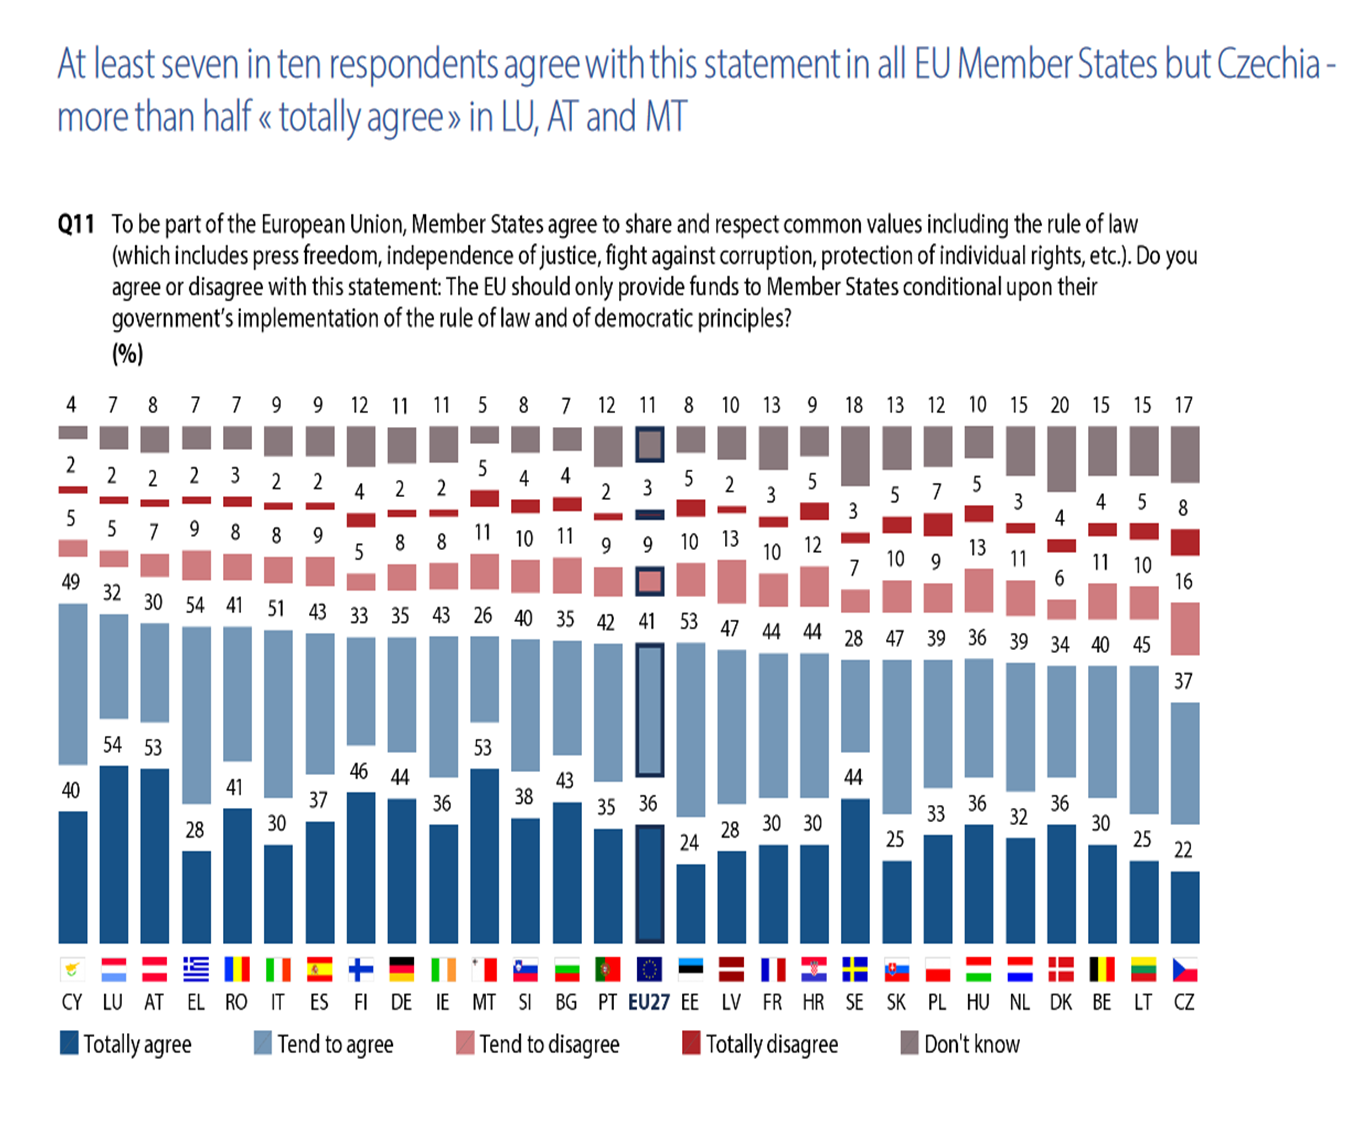 At least seven in ten respondents agree with this statement in all EU Member States but Czechia -
more than half « totally agree » in LU, AT and MT
Q11 To be part of the European Union, Member States agree to share and respect common values including the rule of law
(which includes press freedom, independence of justice, fight against corruption, protection of individual rights, etc.). Do you
agree or disagree with this statement: The EU should only provide funds to Member States conditional upon their
government's implementation of the rule of law and of democratic principles?
(%)
4 7 8 7 7 9 9 12 11 11 5 8 7 12 11 8 10 13 9 18 13 12 10 15 20 15 15 17
2 2 2 2 3 2 2 4 2 2 5 4 4 2 3 5 2 3 5 3 5 7 5 3 4 4 5 8
5 5 7 9 8 8 9 5 8 8 11 10 11 9 9 10 13 10 12 7 10 9 13 11 6 11 10 16
49 32 30 54 41 51 43 33 35 43 26 40 35 42 41 53 47 44 44 28 47 39 36 39 34 40 45 37
40 54 53 28 41 30 37 46 44 36 53 38 43 35 36 24 28 30 30 44 25 33 36 32 36 30 25 22
CY LU AT EL RO IT ES FI DE IE MT SI BG PT EU27 EE LV FR HR SE SK PL HU NL DK BE LT CZ
Totally agree Tend to agree Tend to disagree Totally disagree Don't know